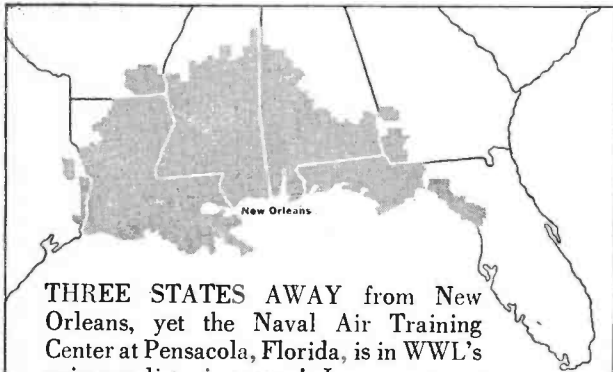 New Orleans
THREE STATES AWAY from New
Orleans, yet the Naval Air Training
Center at Pensacola, Florida, is in WWL's